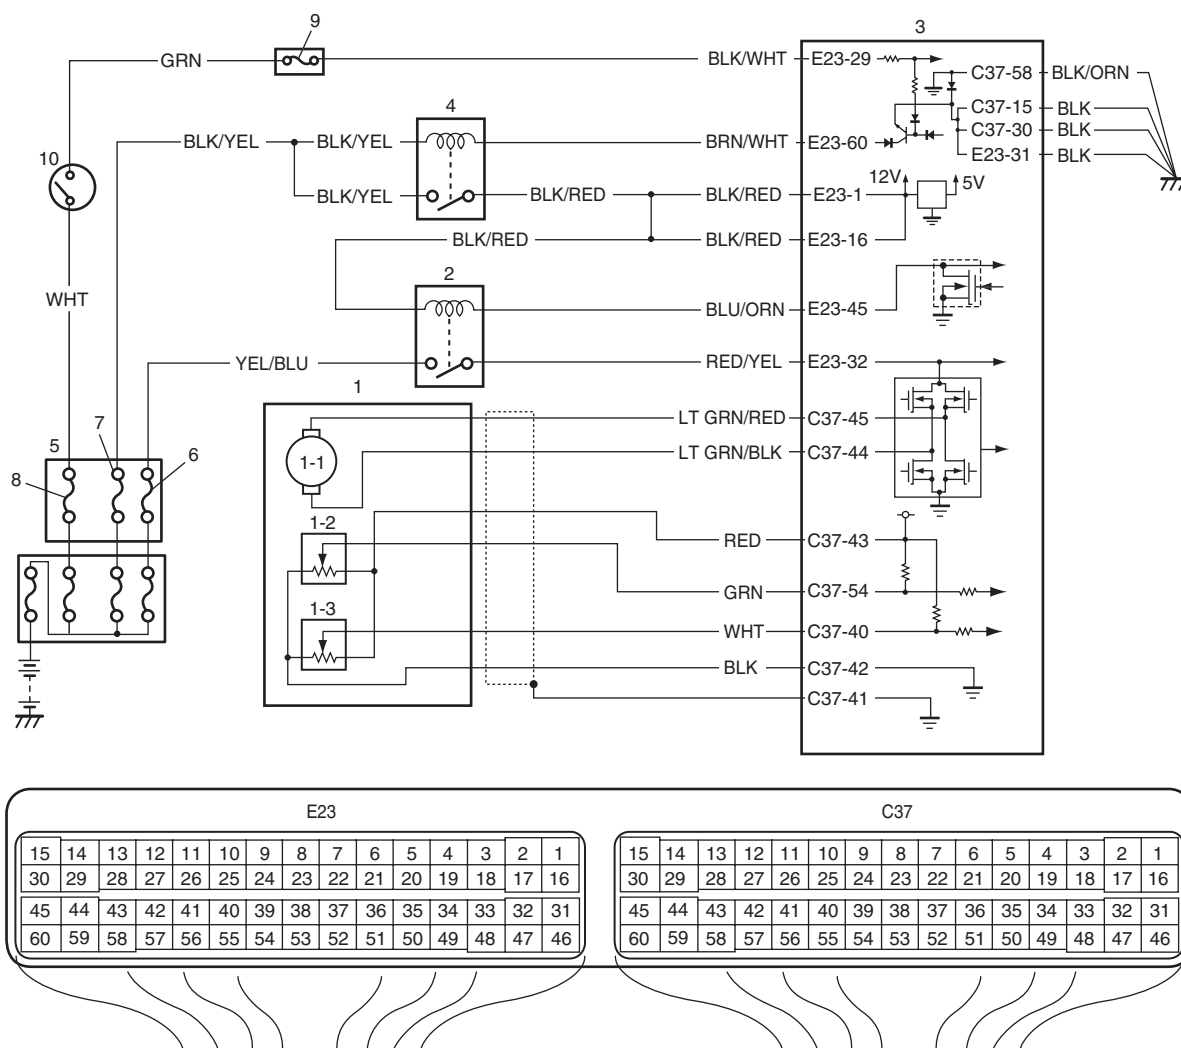 9
3
GRN
BLK/WHT
E23-29
C37-58
BLK/ORN
4
C37-15
BLK
BLK/YEL
BLK/YEL
BRN/WHT
E23-60
C37-30
BLK
10
E23-31
BLK
12V
5V
BLK/YEL
BLK/RED
BLK/RED
E23-1
BLK/RED
BLK/RED
E23-16
2
WHT
BLU/ORN
E23-45
YEL/BLU
RED/YEL
E23-32
1
LT GRN/RED
C37-45
5
7
6
LT GRN/BLK
C37-44
1-1
8
1-2
RED
C37-43
GRN
C37-54
1-3
WHT
C37-40
BLK
C37-42
C37-41
E23
C37
15 14 13 12 11 10 9 8 7 6 5 4 3 2 1
30 29 28 27 26 25 24 23 22 21 20 19 18 17 16
45 44 43 42 41 40 39 38 37 36 35 34 33 32 31
60 59 58 57 56 55 54 53 52 51 50 49 48 47 46
15 14 13 12 11 10 9 8 7 6 5 4 3 2 1
30 29 28 27 26 25 24 23 22 21 20 19 18 17 16
45 44 43 42 41 40 39 38 37 36 35 34 33 32 31
60 59 58 57 56 55 54 53 52 51 50 49 48 47 46